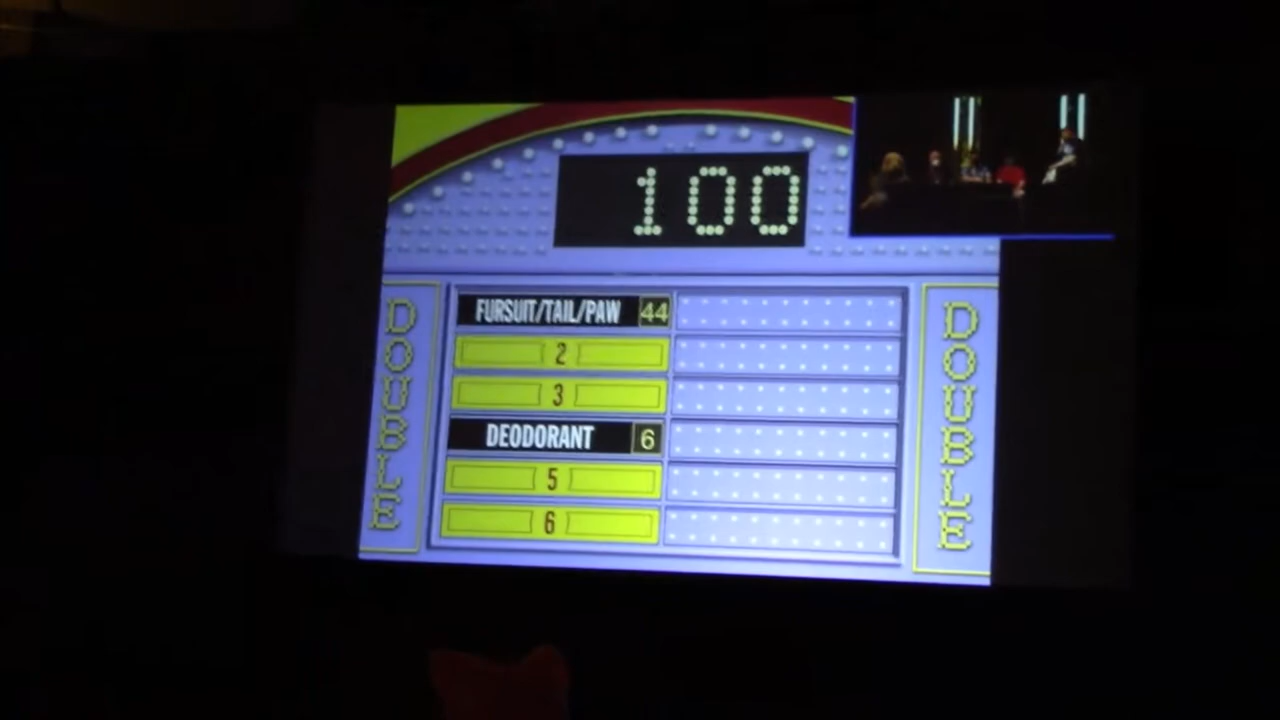 100
DOUBLE
FURSUIT/TAIL/PAW 44
2
3
DEODORANT 6
5
6
DOUBLE